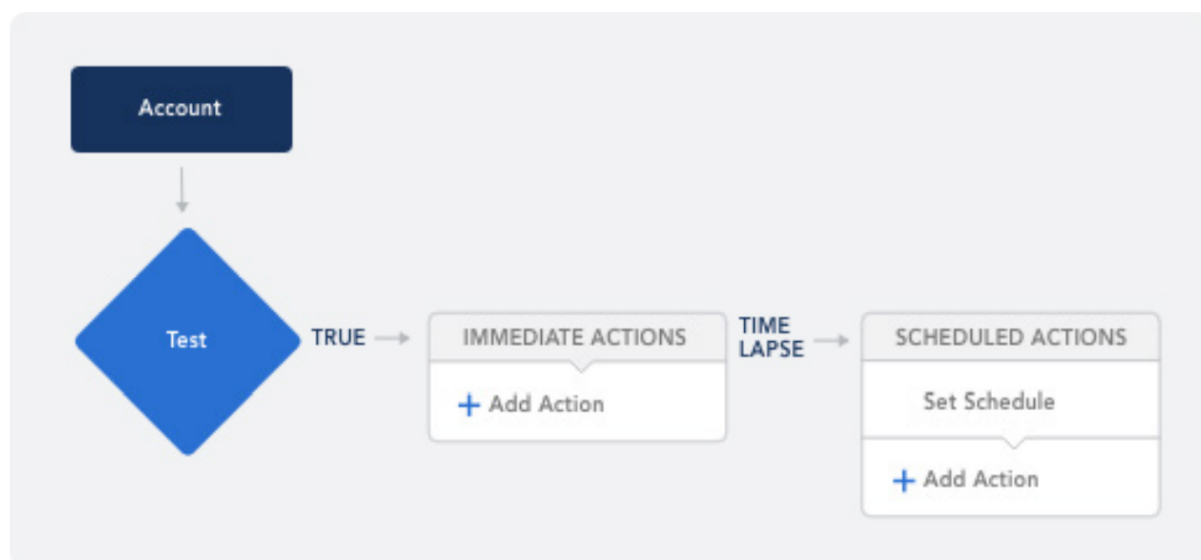 Account
Test
TRUE
IMMEDIATE ACTIONS
+ Add Action
TIME
LAPSE
SCHEDULED ACTIONS
Set Schedule
+ Add Action